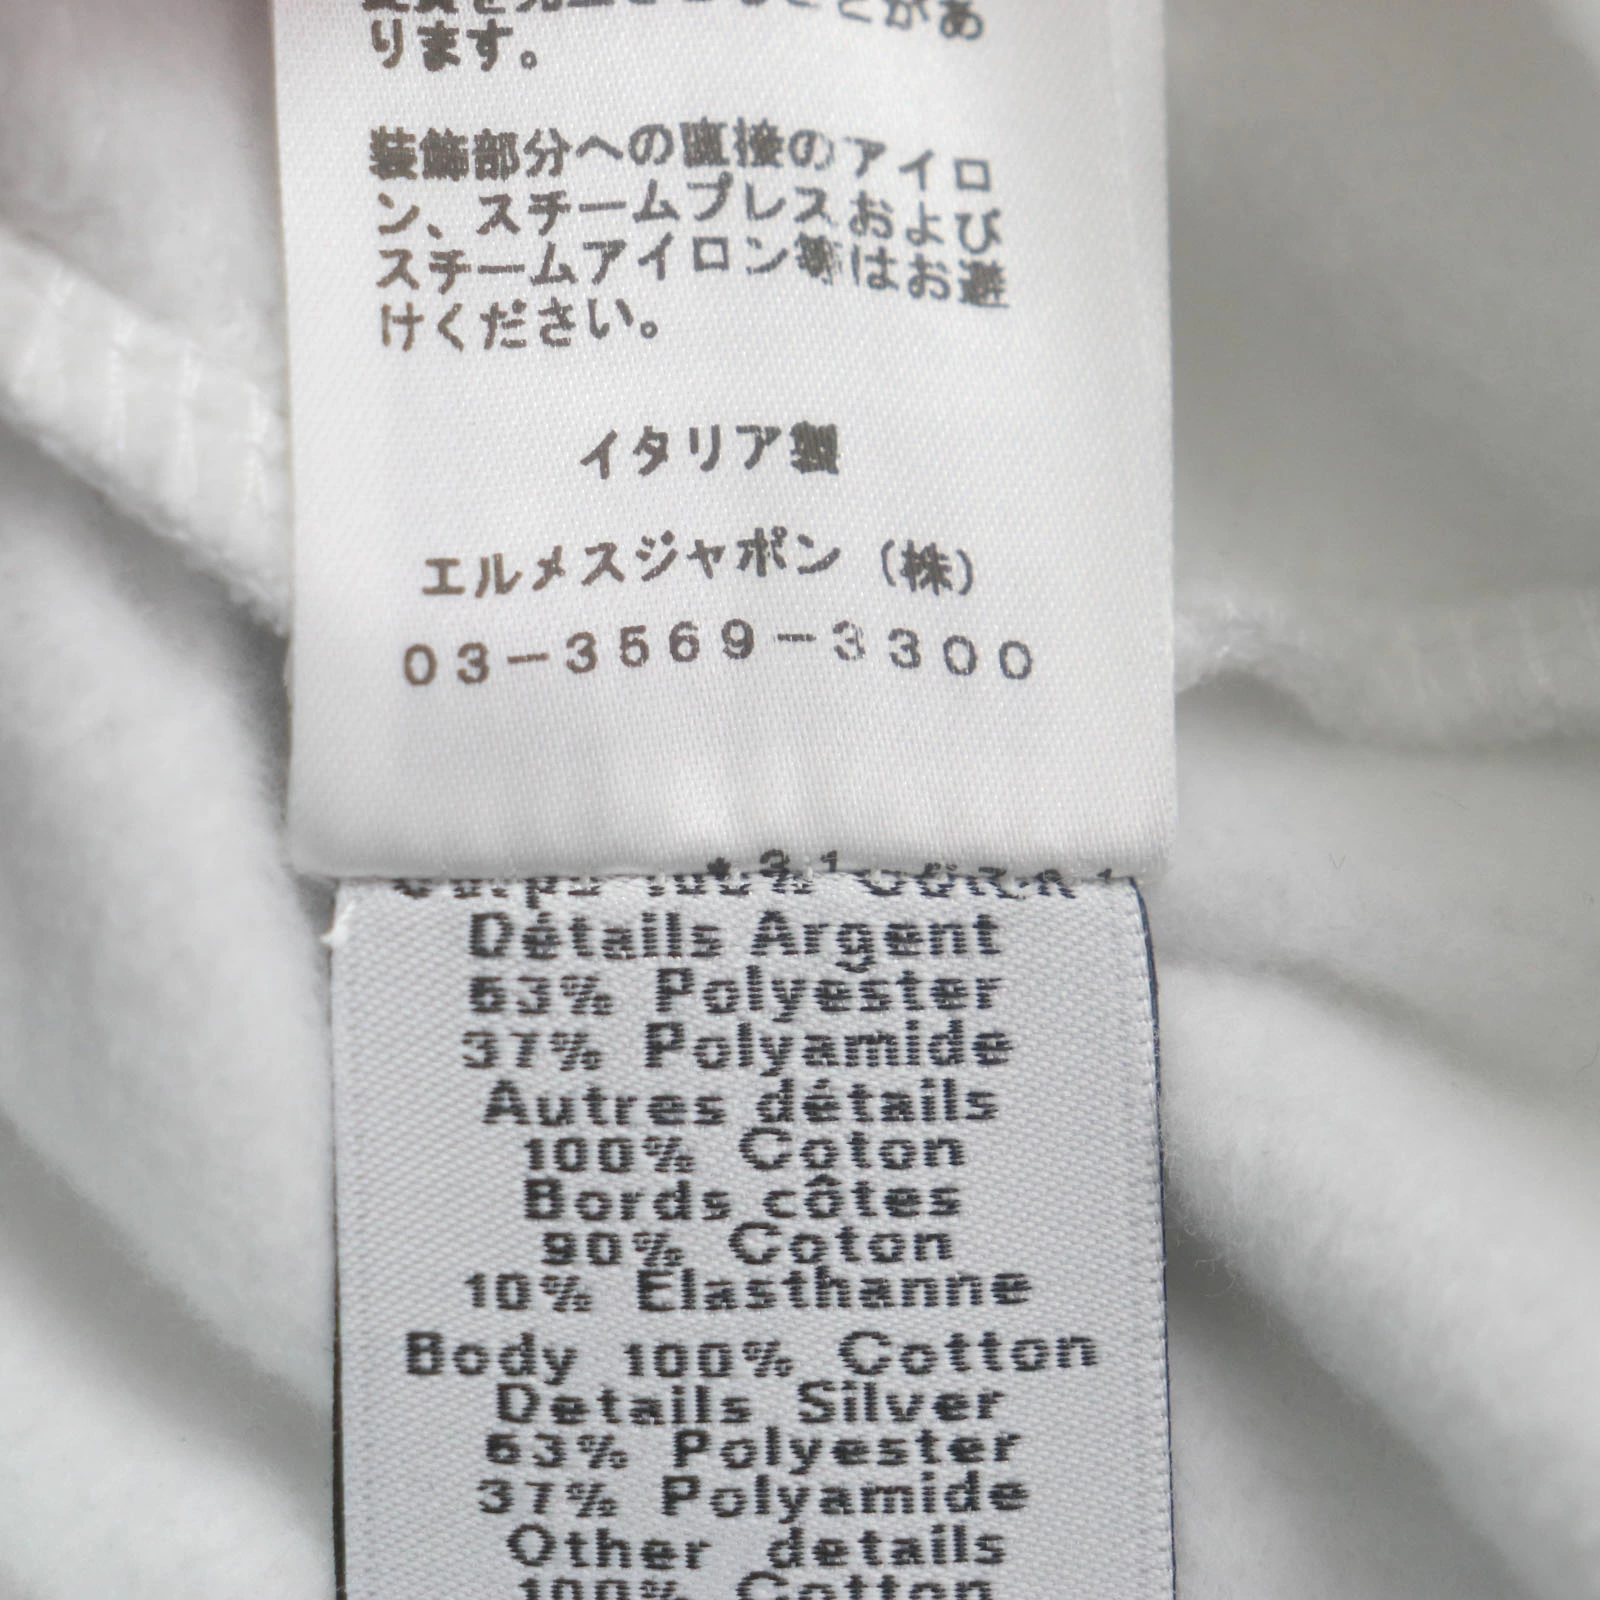 ります。
装飾部分への直接のアイロ
ン、スチームプレスおよび
スチームアイロン等はお避
けください。
イタリア製
エルメスジャポン（株）
03－3569－3300
Détails Argent
63% Polyester
37% Polyamide
Autres détails
100% Coton
Bords côtes
90% Coton
10% Elasthanne
Body 100% Cotton
Details Silver
63% Polyester
37% Polyamide
Other details
100% Cotton